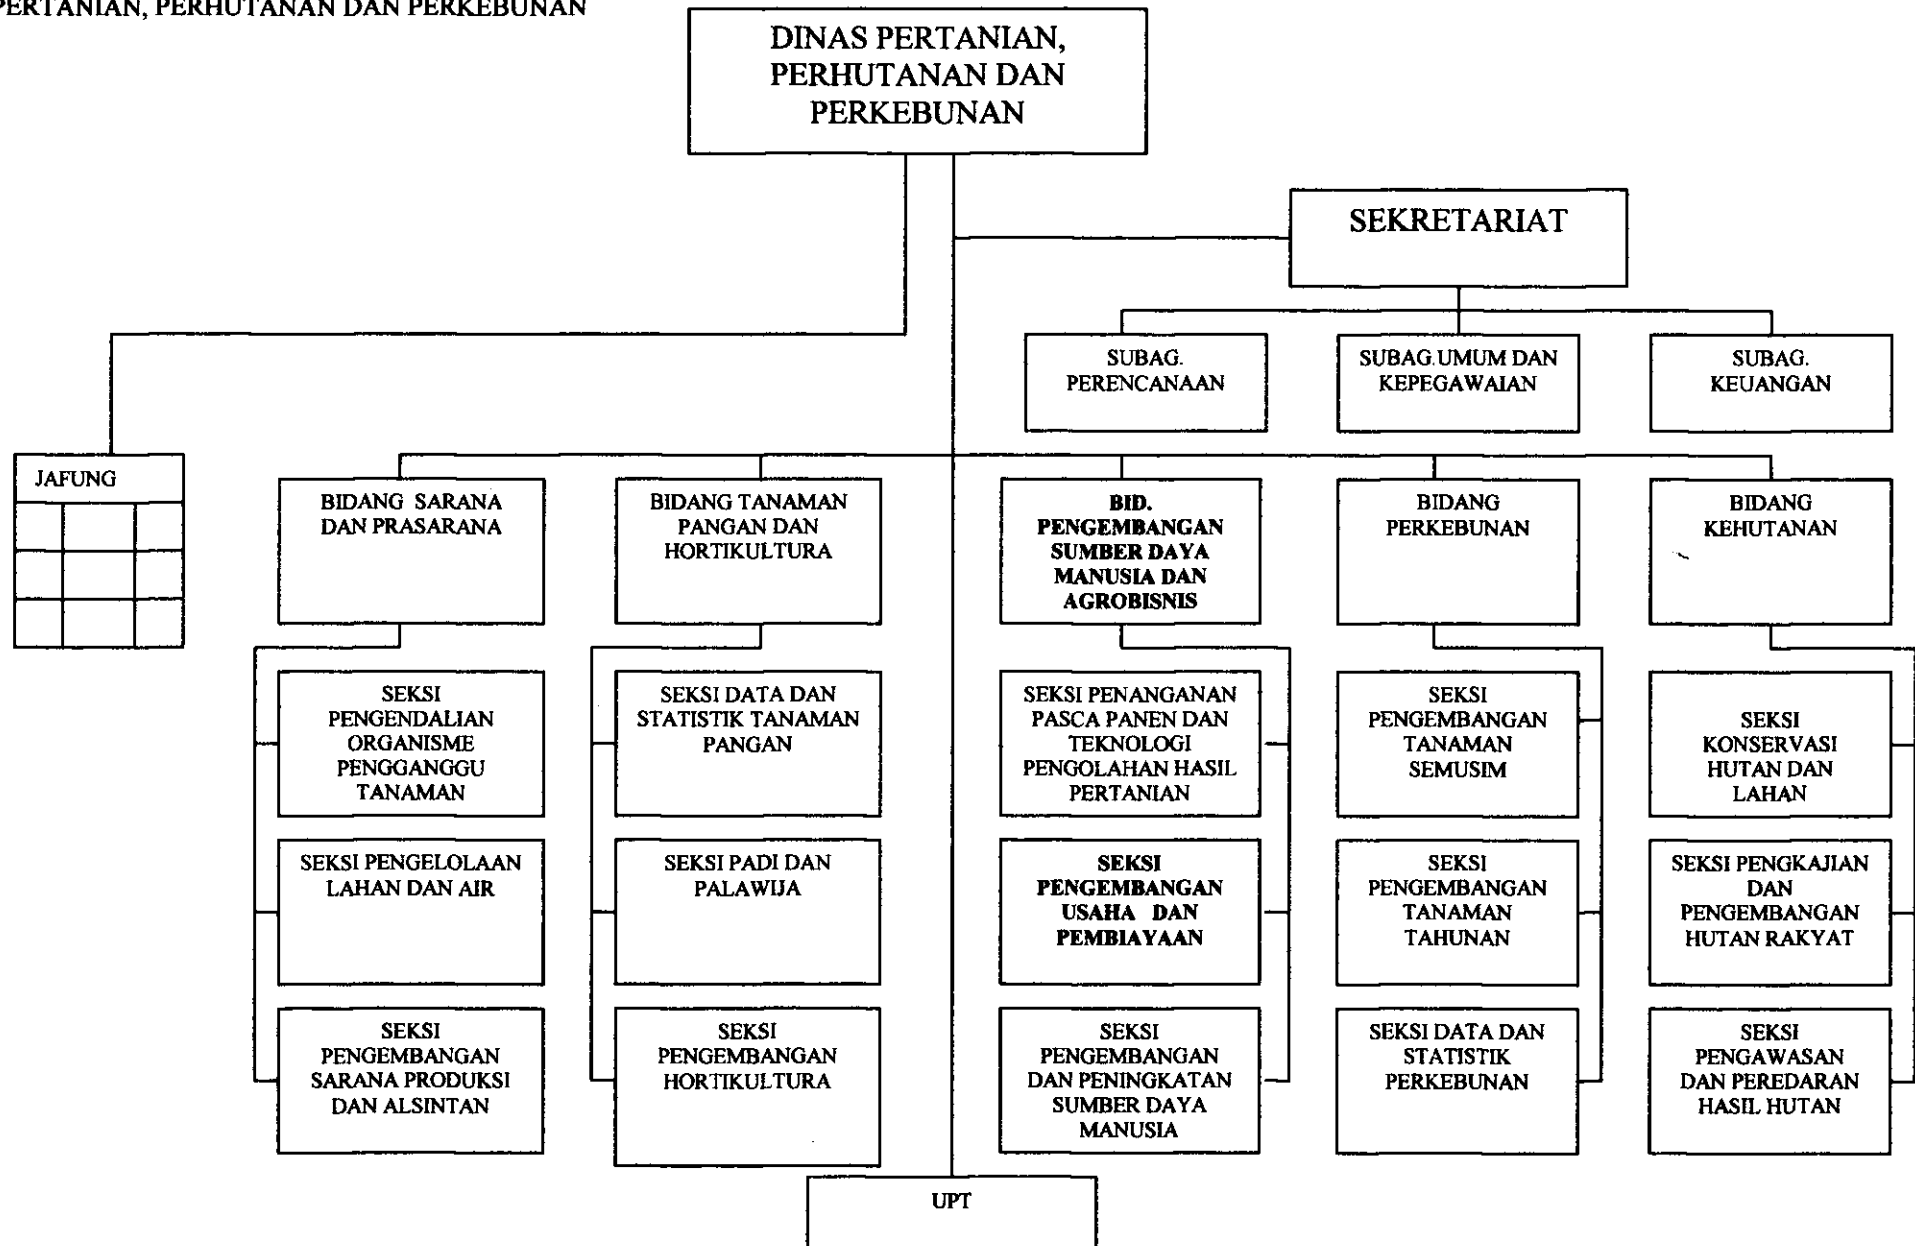 PERTANIAN, PERHUTANAN DAN PERKEBUNAN
DINAS PERTANIAN,
PERHUTANAN DAN
PERKEBUNAN
SEKRETARIAT
SUBAG.
PERENCANAAN
SUBAG.UMUM DAN
KEPEGAWAIAN
SUBAG.
KEUANGAN
JAFUNG
BIDANG SARANA
DAN PRASARANA
BIDANG TANAMAN
PANGAN DAN
HORTIKULTURA
BID.
PENGEMBANGAN
SUMBER DAYA
MANUSIA DAN
AGROBISNIS
BIDANG
PERKEBUNAN
BIDANG
KEHUTANAN
SEKSI
PENGENDALIAN
ORGANISME
PENGGANGGU
TANAMAN
SEKSI DATA DAN
STATISTIK TANAMAN
PANGAN
SEKSI PENANGANAN
PASCA PANEN DAN
TEKNOLOGI
PENGOLAHAN HASIL
PERTANIAN
SEKSI
PENGEMBANGAN
TANAMAN
SEMUSIM
SEKSI
KONSERVASI
HUTAN DAN
LAHAN
SEKSI PENGELOLAAN
LAHAN DAN AIR
SEKSI PADI DAN
PALAWIJA
SEKSI
PENGEMBANGAN
USAHA DAN
PEMBIAYAAN
SEKSI
PENGEMBANGAN
TANAMAN
TAHUNAN
SEKSI PENGKAJIAN
DAN
PENGEMBANGAN
HUTAN RAKYAT
SEKSI
PENGEMBANGAN
SARANA PRODUKSI
DAN ALSINTAN
SEKSI
PENGEMBANGAN
HORTIKULTURA
SEKSI
PENGEMBANGAN
DAN PENINGKATAN
SUMBER DAYA
MANUSIA
SEKSI DATA DAN
STATISTIK
PERKEBUNAN
SEKSI
PENGAWASAN
DAN PEREDARAN
HASIL HUTAN
UPT